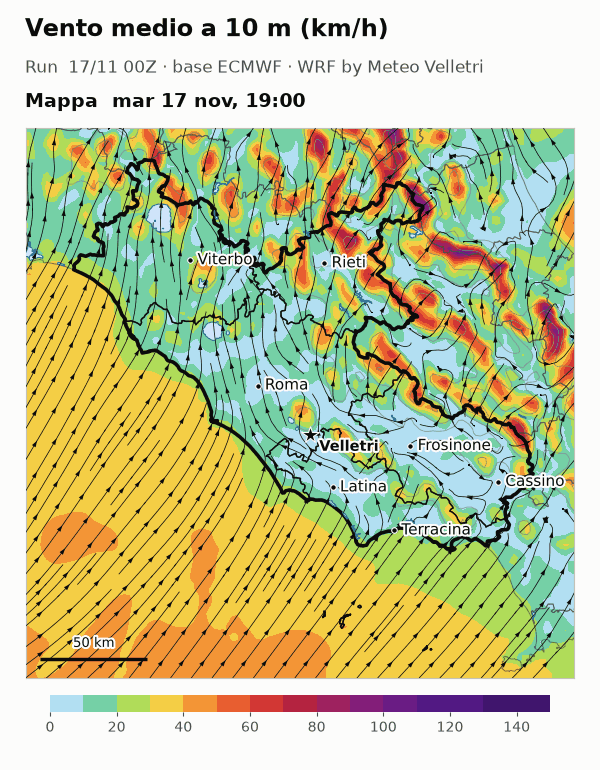 Vento medio a 10 m (km/h)
Run  17/11 00Z · base ECMWF · WRF by Meteo Velletri
Mappa  mar 17 nov, 19:00
Viterbo
Rieti
Roma
Velletri
Frosinone
Latina
Cassino
Terracina
50 km
0 20 40 60 80 100 120 140